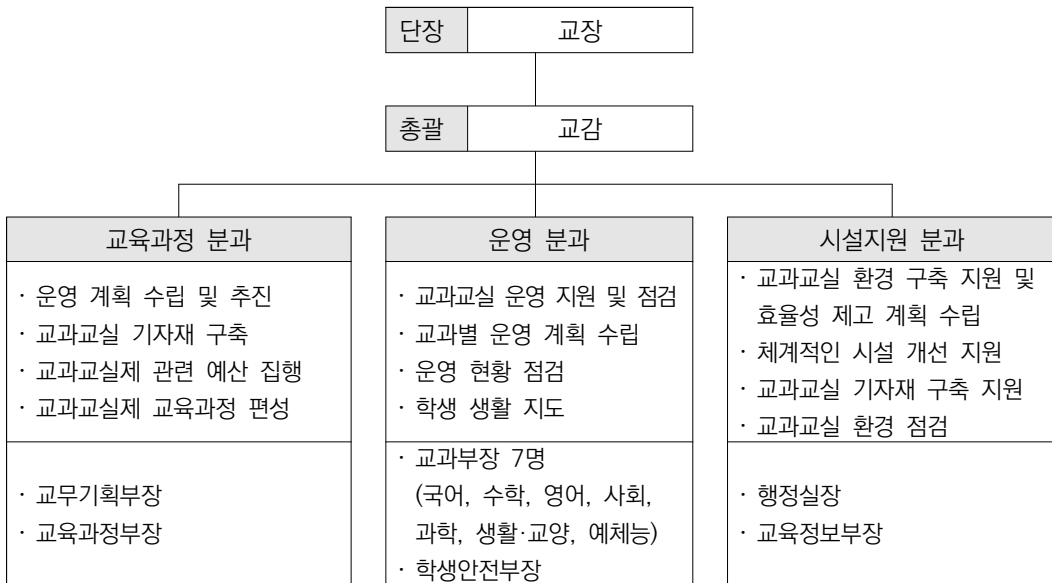 단장 교장
총괄 교감
교육과정 분과
· 운영 계획 수립 및 추진
· 교과교실 기자재 구축
· 교과교실제 관련 예산 집행
· 교과교실제 교육과정 편성
· 교무기획부장
· 교육과정부장
운영 분과
· 교과교실 운영 지원 및 점검
· 교과별 운영 계획 수립
· 운영 현황 점검
· 학생 생활 지도
· 교과부장 7명
(국어, 수학, 영어, 사회,
과학, 생활·교양, 예체능)
· 학생안전부장
시설지원 분과
· 교과교실 환경 구축 지원 및
효율성 제고 계획 수립
· 체계적인 시설 개선 지원
· 교과교실 기자재 구축 지원
· 교과교실 환경 점검
· 행정실장
· 교육정보부장